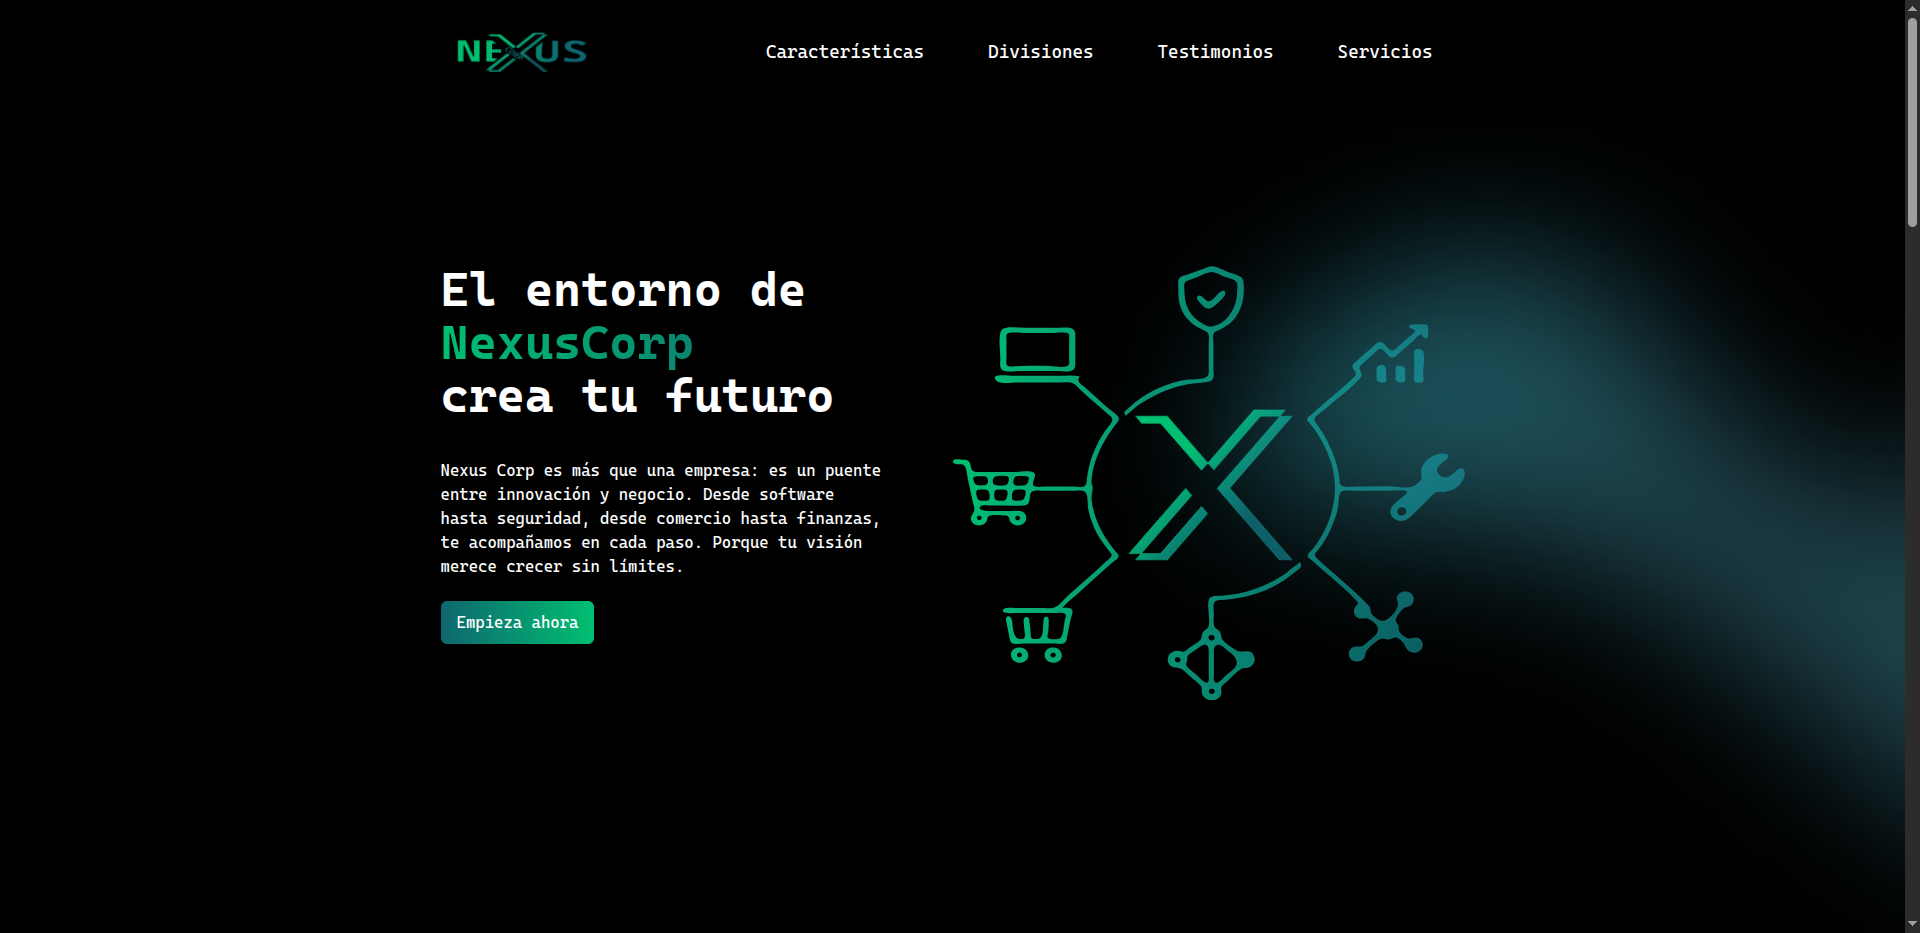 NEXUS
Características
Divisiones
Testimonios
Servicios
El entorno de
NexusCorp
crea tu futuro
Nexus Corp es más que una empresa: es un puente
entre innovación y negocio. Desde software
hasta seguridad, desde comercio hasta finanzas,
te acompañamos en cada paso. Porque tu visión
merece crecer sin límites.
Empieza ahora